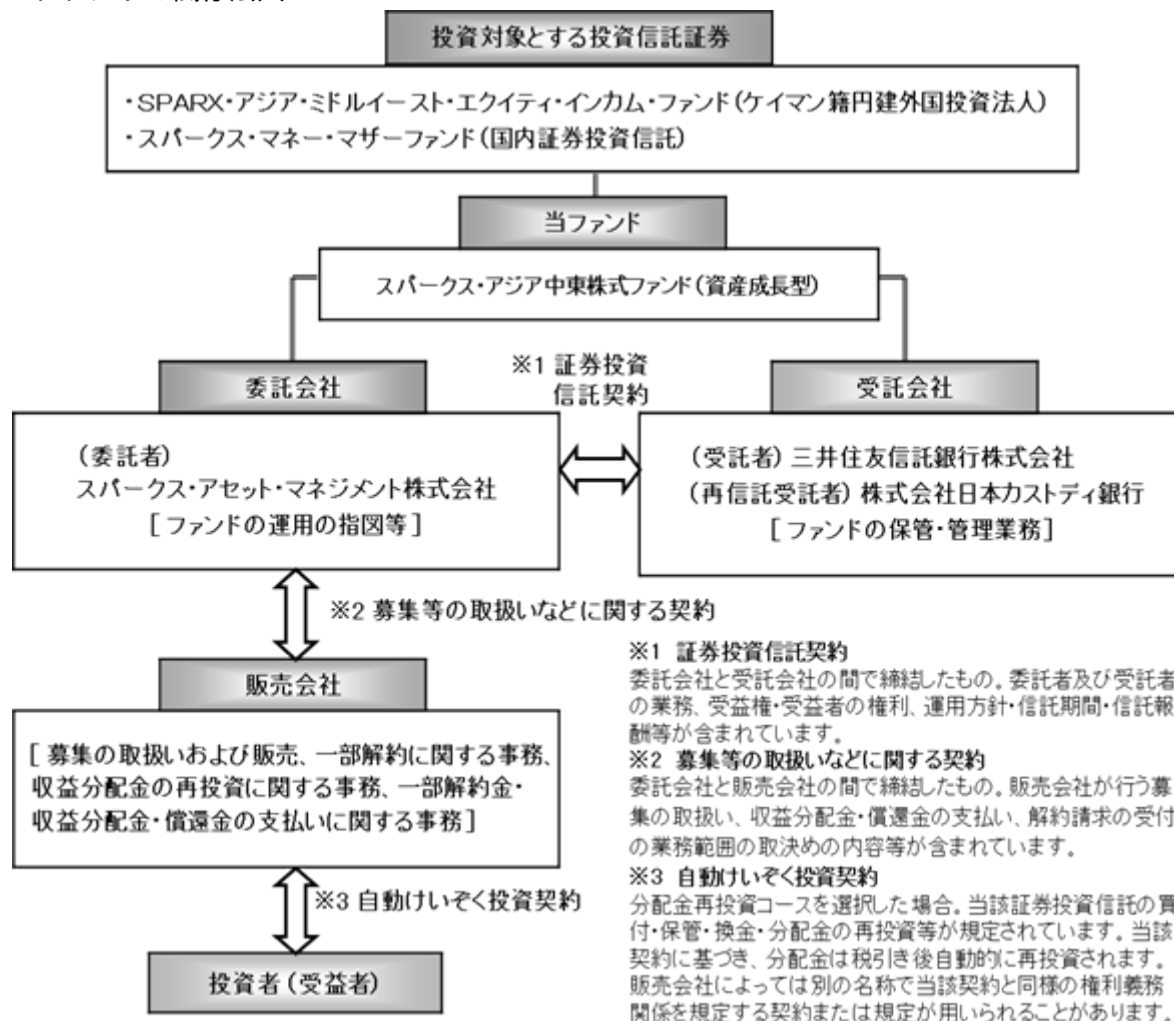 投資対象とする投資信託証券
・SPARX・アジア・ミドルイースト・エクイティ・インカム・ファンド(ケイマン籍円建外国投資法人)
・スパークス・マネー・マザーファンド(国内証券投資信託)
当ファンド
スパークス・アジア中東株式ファンド(資産成長型)
※1 証券投資
信託契約
委託会社
受託会社
(委託者)
スパークス・アセット・マネジメント株式会社
[ファンドの運用の指図等]
(受託者) 三井住友信託銀行株式会社
(再信託受託者) 株式会社日本カストディ銀行
[ファンドの保管・管理業務]
※2 募集等の取扱いなどに関する契約
販売会社
[募集の取扱いおよび販売、一部解約に関する事務、
収益分配金の再投資に関する事務、一部解約金・
収益分配金・償還金の支払いに関する事務]
※3 自動けいぞく投資契約
投資者(受益者)
※1 証券投資信託契約
委託会社と受託会社の間で締結したもの。委託者及び受託者
の業務、受益権・受益者の権利、運用方針・信託期間・信託報
酬等が含まれています。
※2 募集等の取扱いなどに関する契約
委託会社と販売会社の間で締結したもの。販売会社が行う募
集の取扱い、収益分配金・償還金の支払い、解約請求の受付
の業務範囲の取決めの内容等が含まれています。
※3 自動けいぞく投資契約
分配金再投資コースを選択した場合。当該証券投資信託の買
付・保管・換金・分配金の再投資等が規定されています。当該
契約に基づき、分配金は税引き後自動的に再投資されます。
販売会社によっては別の名称で当該契約と同様の権利義務
関係を規定する契約または規定が用いられることがあります。